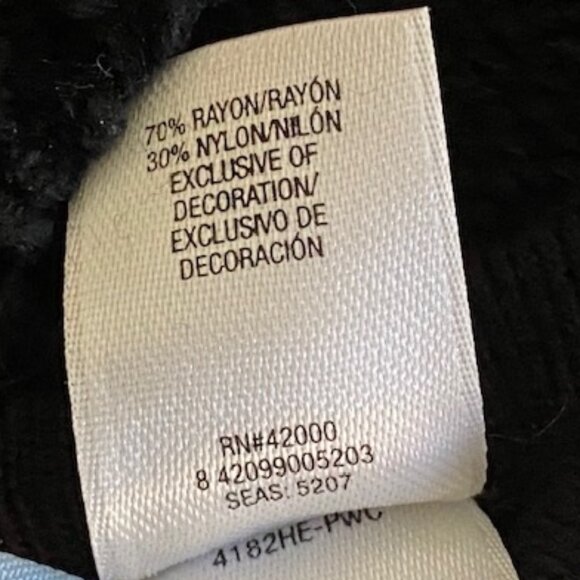 70% RAYON/RAYÓN
30% NYLON/NILÓN
EXCLUSIVE OF
DECORATION/
EXCLUSIVO DE
DECORACIÓN
RN#42000
8 42099005203
SEAS: 5207
4182HE-PWC